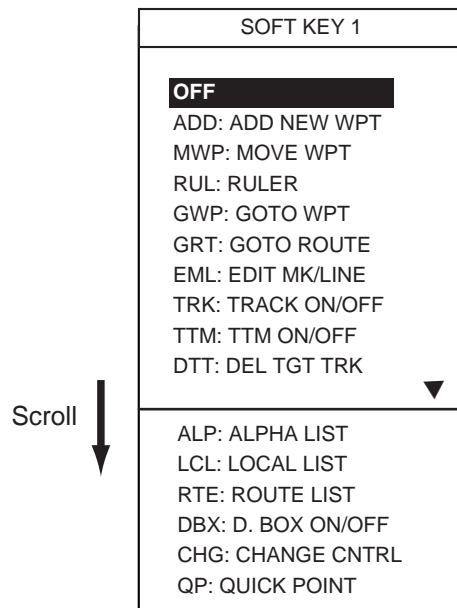 SOFT KEY 1
OFF
ADD: ADD NEW WPT
MWP: MOVE WPT
RUL: RULER
GWP: GOTO WPT
GRT: GOTO ROUTE
EML: EDIT MK/LINE
TRK: TRACK ON/OFF
TTM: TTM ON/OFF
DTT: DEL TGT TRK
Scroll
ALP: ALPHA LIST
LCL: LOCAL LIST
RTE: ROUTE LIST
DBX: D. BOX ON/OFF
CHG: CHANGE CNTRL
QP: QUICK POINT